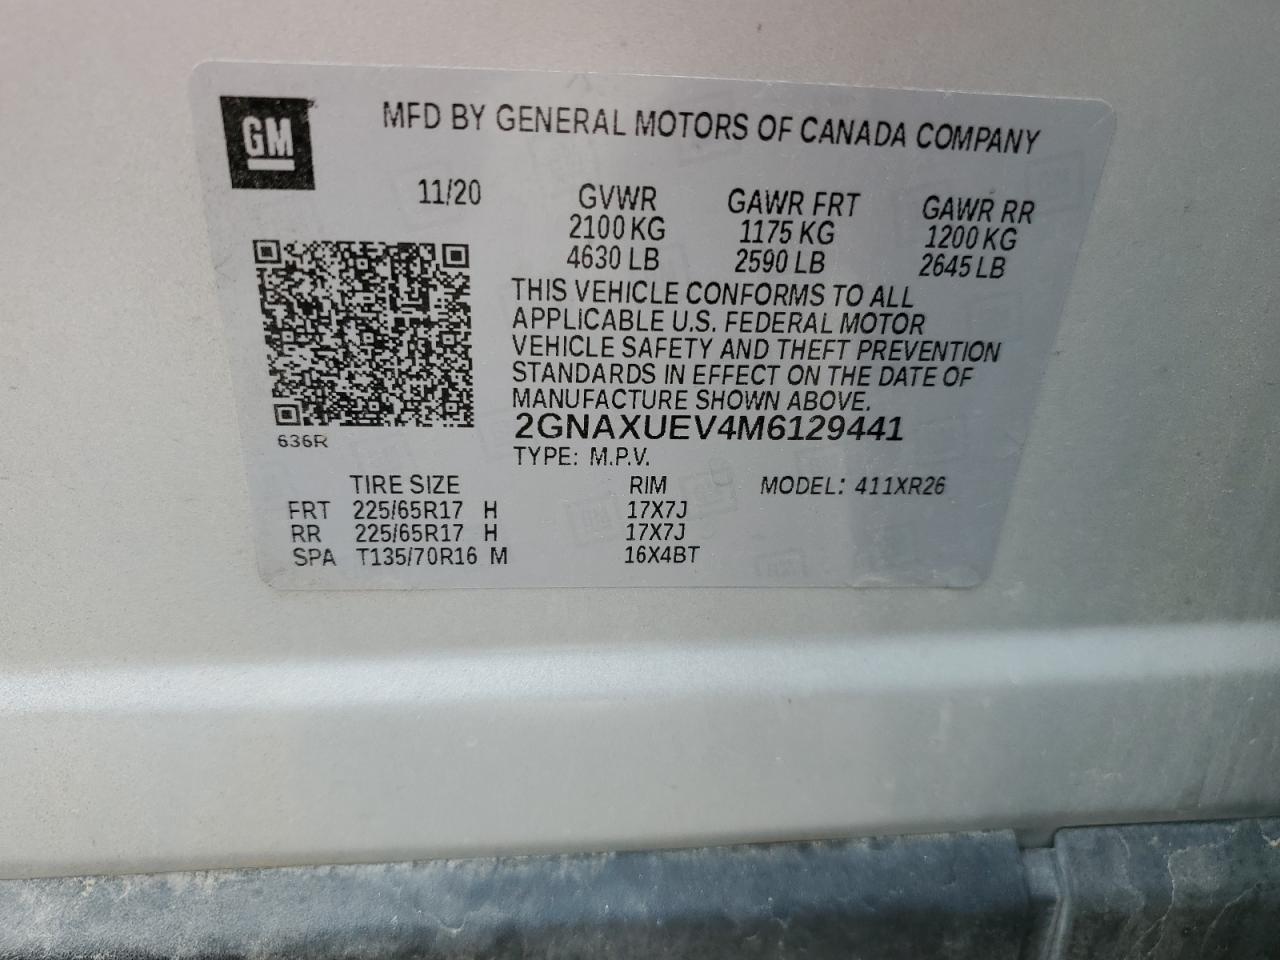 GM
MFD BY GENERAL MOTORS OF CANADA COMPANY
11/20 GVWR GAWR FRT GAWR RR
2100 KG 1175 KG 1200 KG
4630 LB 2590 LB 2645 LB
THIS VEHICLE CONFORMS TO ALL
APPLICABLE U.S. FEDERAL MOTOR
VEHICLE SAFETY AND THEFT PREVENTION
STANDARDS IN EFFECT ON THE DATE OF
MANUFACTURE SHOWN ABOVE.
636R
2GNAXUEV4M6129441
TYPE: M.P.V.
TIRE SIZE RIM MODEL: 411XR26
FRT 225/65R17 H 17X7J
RR 225/65R17 H 17X7J
SPA T135/70R16 M 16X4BT